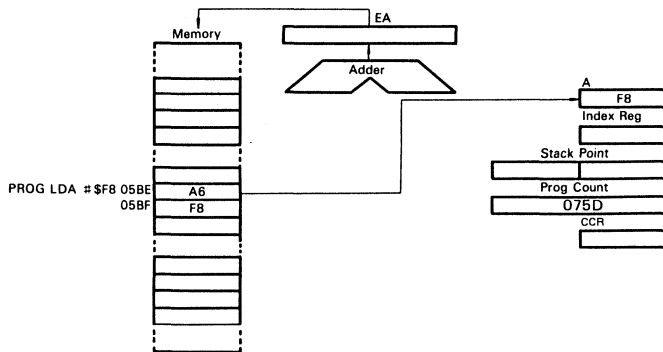 EA
Memory
Adder
A
F8
Index Reg
Stack Point
PROG LDA #$F8 05BE A6
Prog Count
05BF F8
075D
CCR